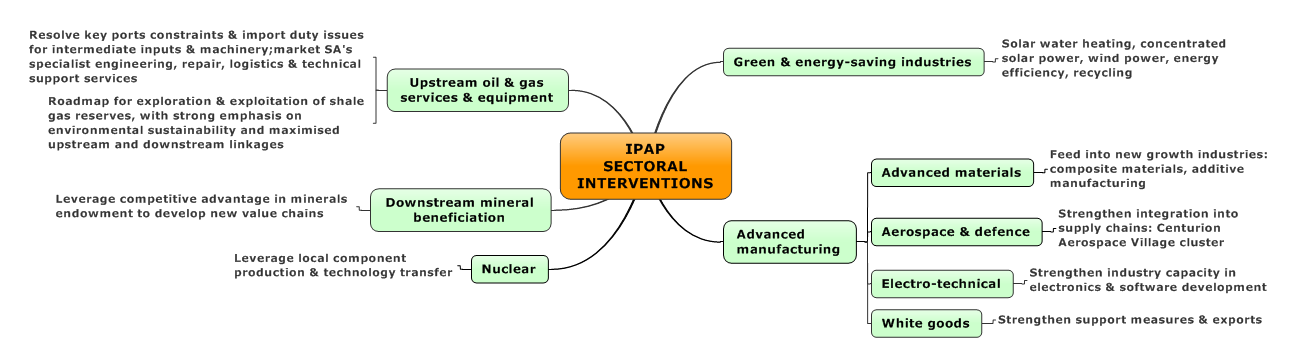 Resolve key ports constraints & import duty issues
for intermediate inputs & machinery;market SA's
specialist engineering, repair, logistics & technical
support services
Roadmap for exploration & exploitation of shale
gas reserves, with strong emphasis on
environmental sustainability and maximised
upstream and downstream linkages
Upstream oil & gas
services & equipment
Leverage competitive advantage in minerals
endowment to develop new value chains
Downstream mineral
beneficiation
Leverage local component
production & technology transfer
Nuclear
IPAP
SECTORAL
INTERVENTIONS
Green & energy-saving industries
Solar water heating, concentrated
solar power, wind power, energy
efficiency, recycling
Advanced
manufacturing
Advanced materials
Feed into new growth industries:
composite materials, additive
manufacturing
Aerospace & defence
Strengthen integration into
supply chains: Centurion
Aerospace Village cluster
Electro-technical
Strengthen industry capacity in
electronics & software development
White goods
Strengthen support measures & exports